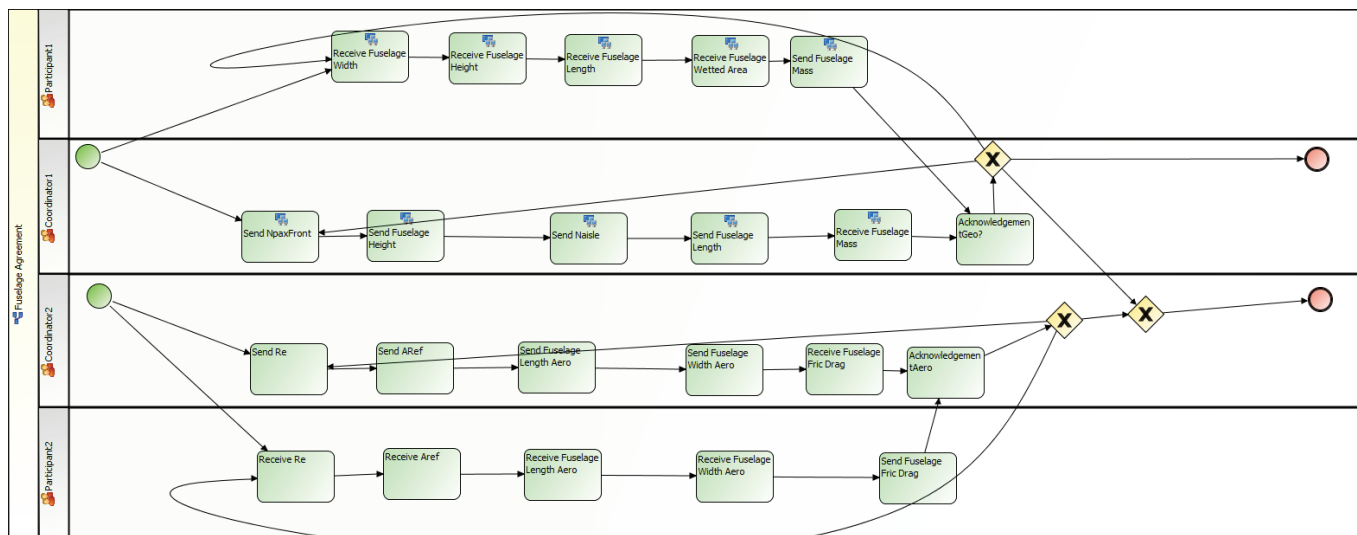 Fuselage Agreement
Participant1
Receive Fuselage
Width
Receive Fuselage
Height
Receive Fuselage
Length
Receive Fuselage
Wetted Area
Send Fuselage
Mass
Coordinator1
Send NpaxFront
Send Fuselage
Height
Send Naisle
Send Fuselage
Length
Receive Fuselage
Mass
Acknowledgemen
tGeo?
X
Coordinator2
Send Re
Send ARef
Send Fuselage
Length Aero
Send Fuselage
Width Aero
Receive Fuselage
Fric Drag
Acknowledgemen
tAero
X
X
Participant2
Receive Re
Receive Aref
Receive Fuselage
Length Aero
Receive Fuselage
Width Aero
Send Fuselage
Fric Drag